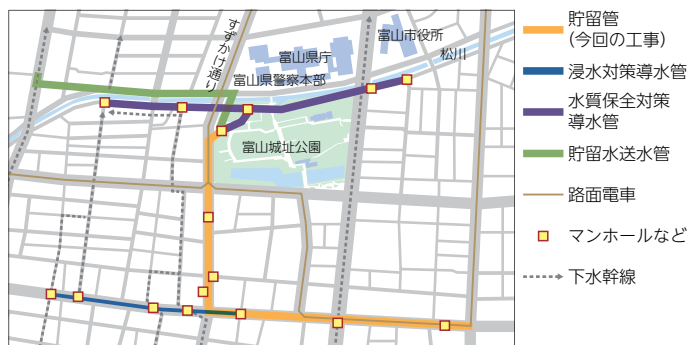 すずかけ通り
富山県庁
富山市役所
松川
富山県警察本部
富山城址公園
貯留管
(今回の工事)
浸水対策導水管
水質保全対策
導水管
貯留水送水管
路面電車
マンホールなど
下水幹線